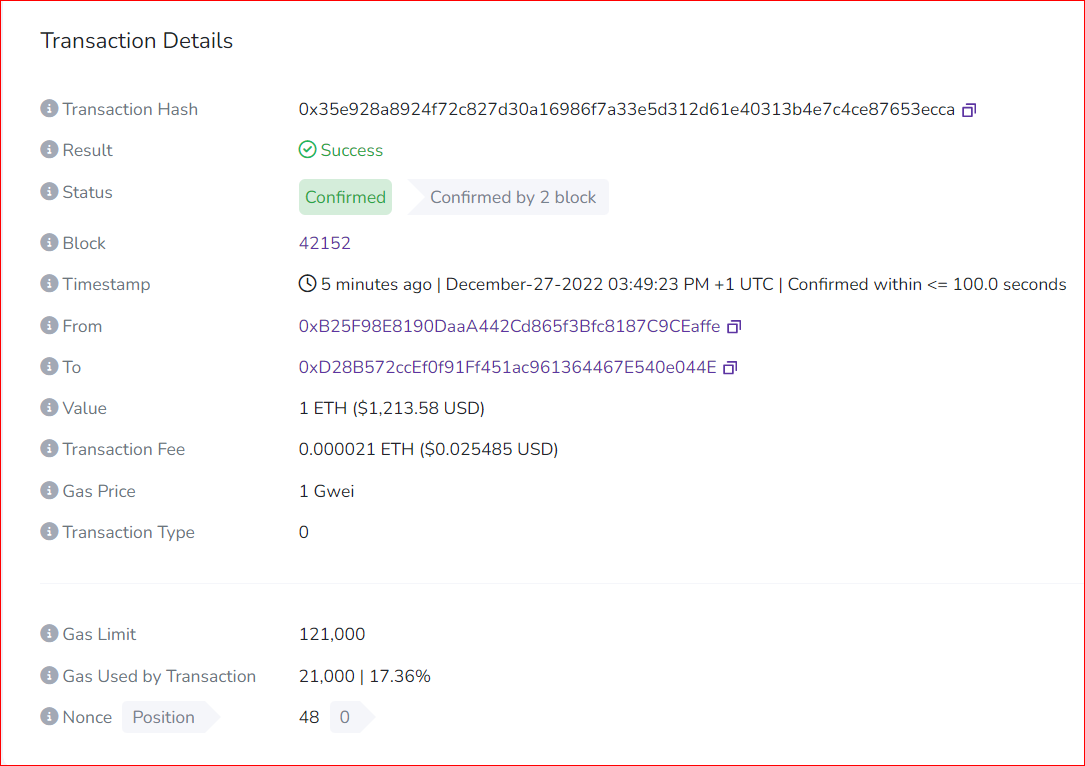 Transaction Details
Transaction Hash 0x35e928a8924f72c827d30a16986f7a33e5d312d61e40313b4e7c4ce87653ecca
Result Success
Status Confirmed Confirmed by 2 block
Block 42152
Timestamp 5 minutes ago | December-27-2022 03:49:23 PM +1 UTC | Confirmed within <= 100.0 seconds
From 0xB25F98E8190DaaA442Cd865f3Bfc8187C9CEaffe
To 0xD28B572ccEf0f91Ff451ac961364467E540e044E
Value 1 ETH ($1,213.58 USD)
Transaction Fee 0.000021 ETH ($0.025485 USD)
Gas Price 1 Gwei
Transaction Type 0
Gas Limit 121,000
Gas Used by Transaction 21,000 | 17.36%
Nonce Position 48 0